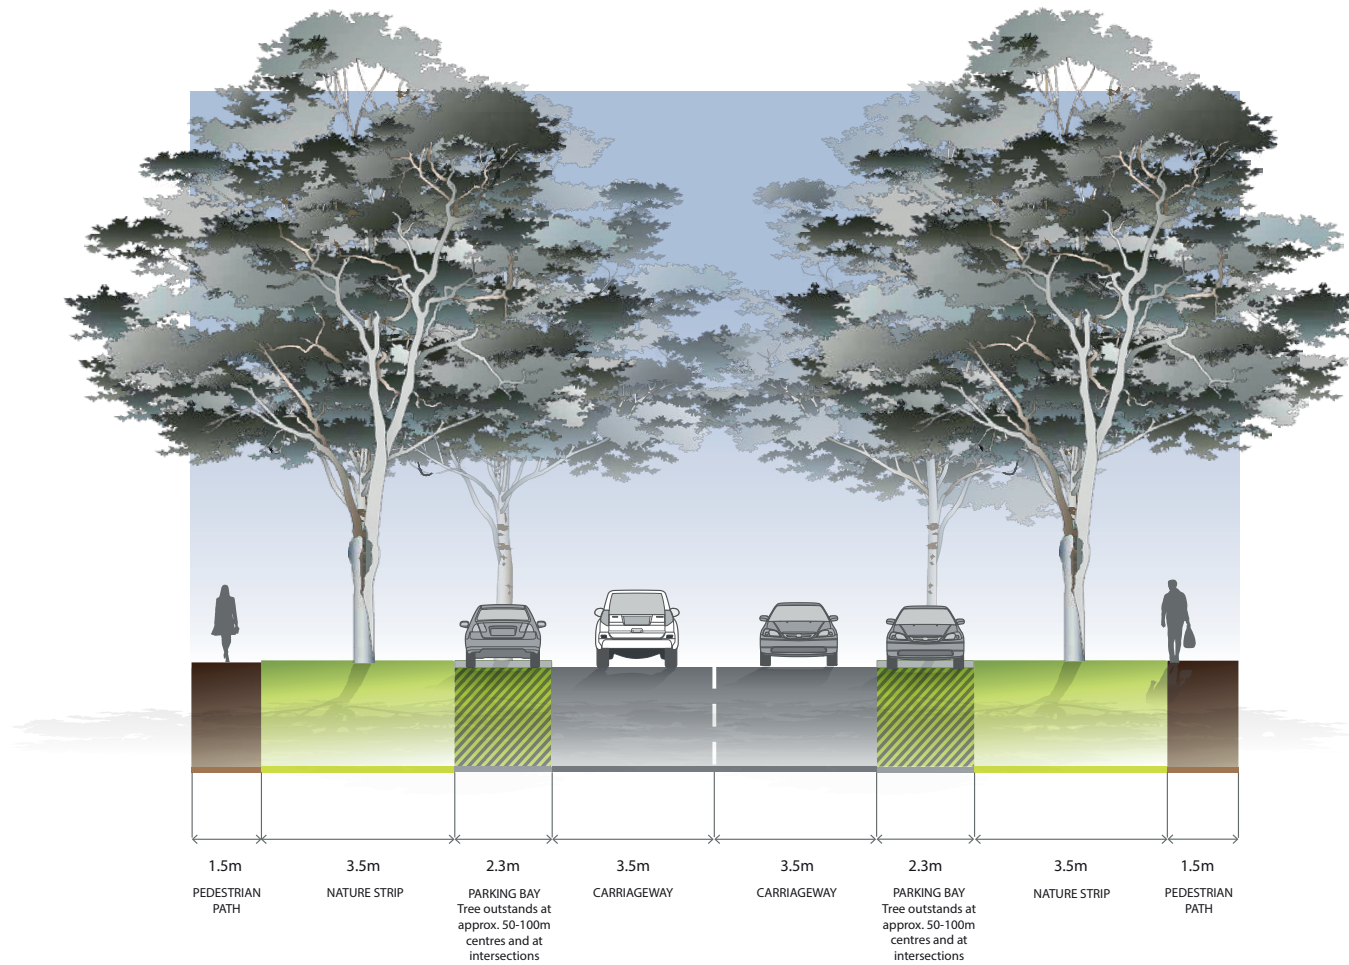 1.5m
PEDESTRIAN
PATH
3.5m
NATURE STRIP
2.3m
PARKING BAY
Tree outstands at
approx. 50-100m
centres and at
intersections
3.5m
CARRIAGEWAY
3.5m
CARRIAGEWAY
2.3m
PARKING BAY
Tree outstands at
approx. 50-100m
centres and at
intersections
3.5m
NATURE STRIP
1.5m
PEDESTRIAN
PATH